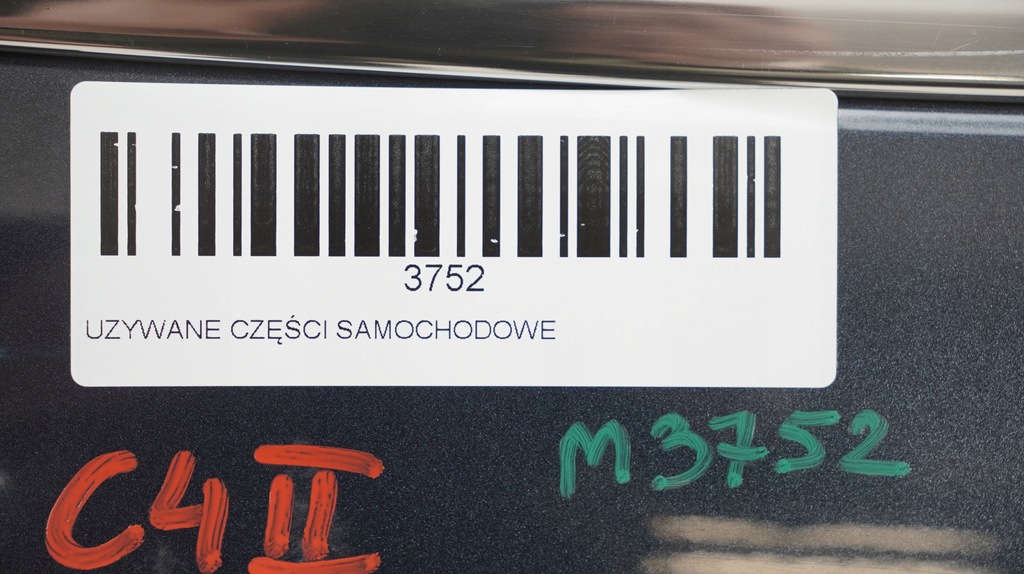 3752
UZYWANE CZĘŚCI SAMOCHODOWE
M3752
C4II